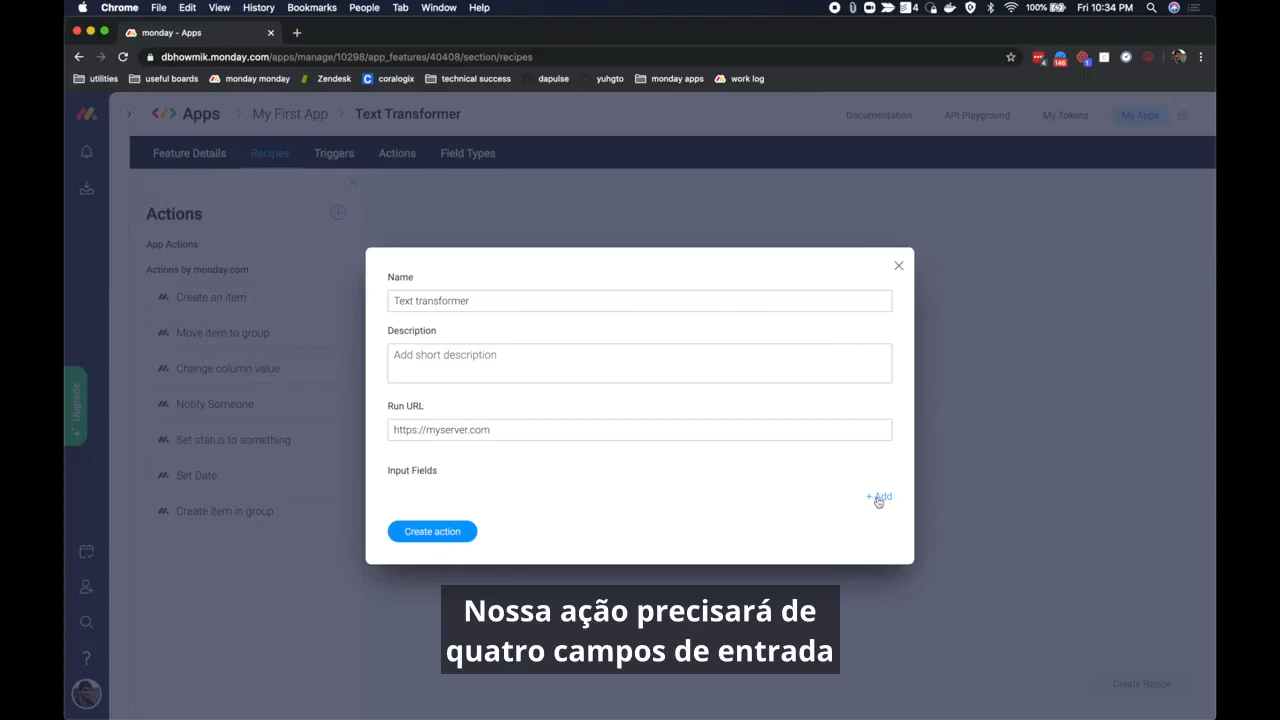 Chrome File Edit View History Bookmarks People Tab Window Help
4
100%
Fri 10:34 PM
monday - Apps
dbhowmik.monday.com/apps/manage/10298/app_features/40408/section/recipes
4
146
1
utilities
useful boards
monday monday
Zendesk
coralogix
technical success
dapulse
yuhgto
monday apps
work log
Apps > My First App > Text Transformer
Documentation
API Playground
My Tokens
My Apps
Feature Details
Recipes
Triggers
Actions
Field Types
Actions
App Actions
Actions by monday.com
Create an item
Move item to group
Change column value
Notify Someone
Set status to something
Set Date
Create item in group
Upgrade
Name
Text transformer
Description
Add short description
Run URL
https://myserver.com
Input Fields
+ Add
Create action
Create Recipe
Nossa ação precisará de
quatro campos de entrada